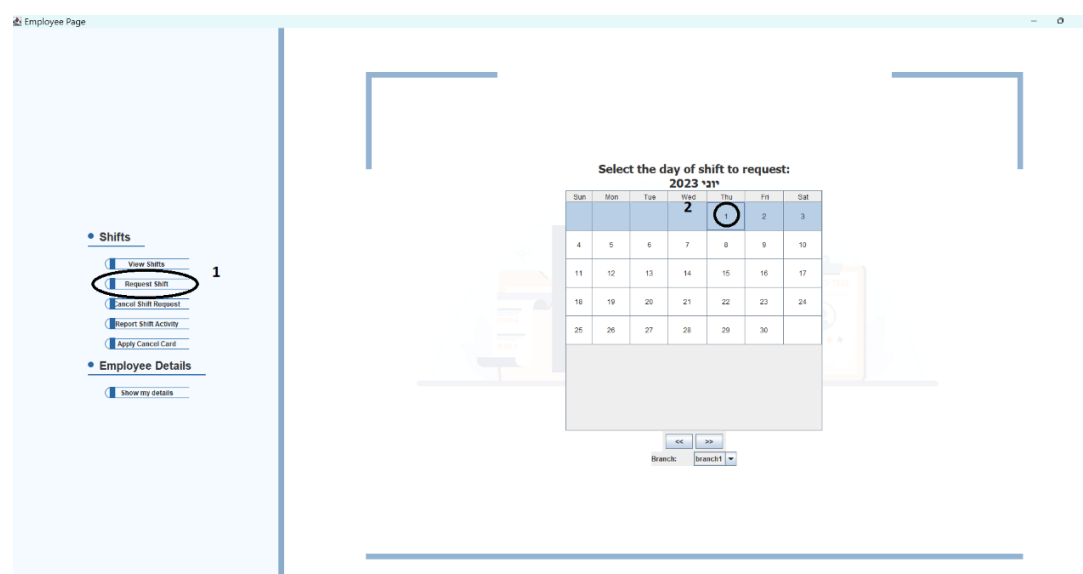 Employee Page
Shifts
View Shifts
Request Shift
1
Cancel Shift Request
Report Shift Activity
Apply Cancel Card
Employee Details
Show my details
Select the day of shift to request:
יוני 2023
Sun Mon Tue Wed Thu Fri Sat
2
1 2 3
4 5 6 7 8 9 10
11 12 13 14 15 16 17
18 19 20 21 22 23 24
25 26 27 28 29 30
<< >>
Branch: branch1